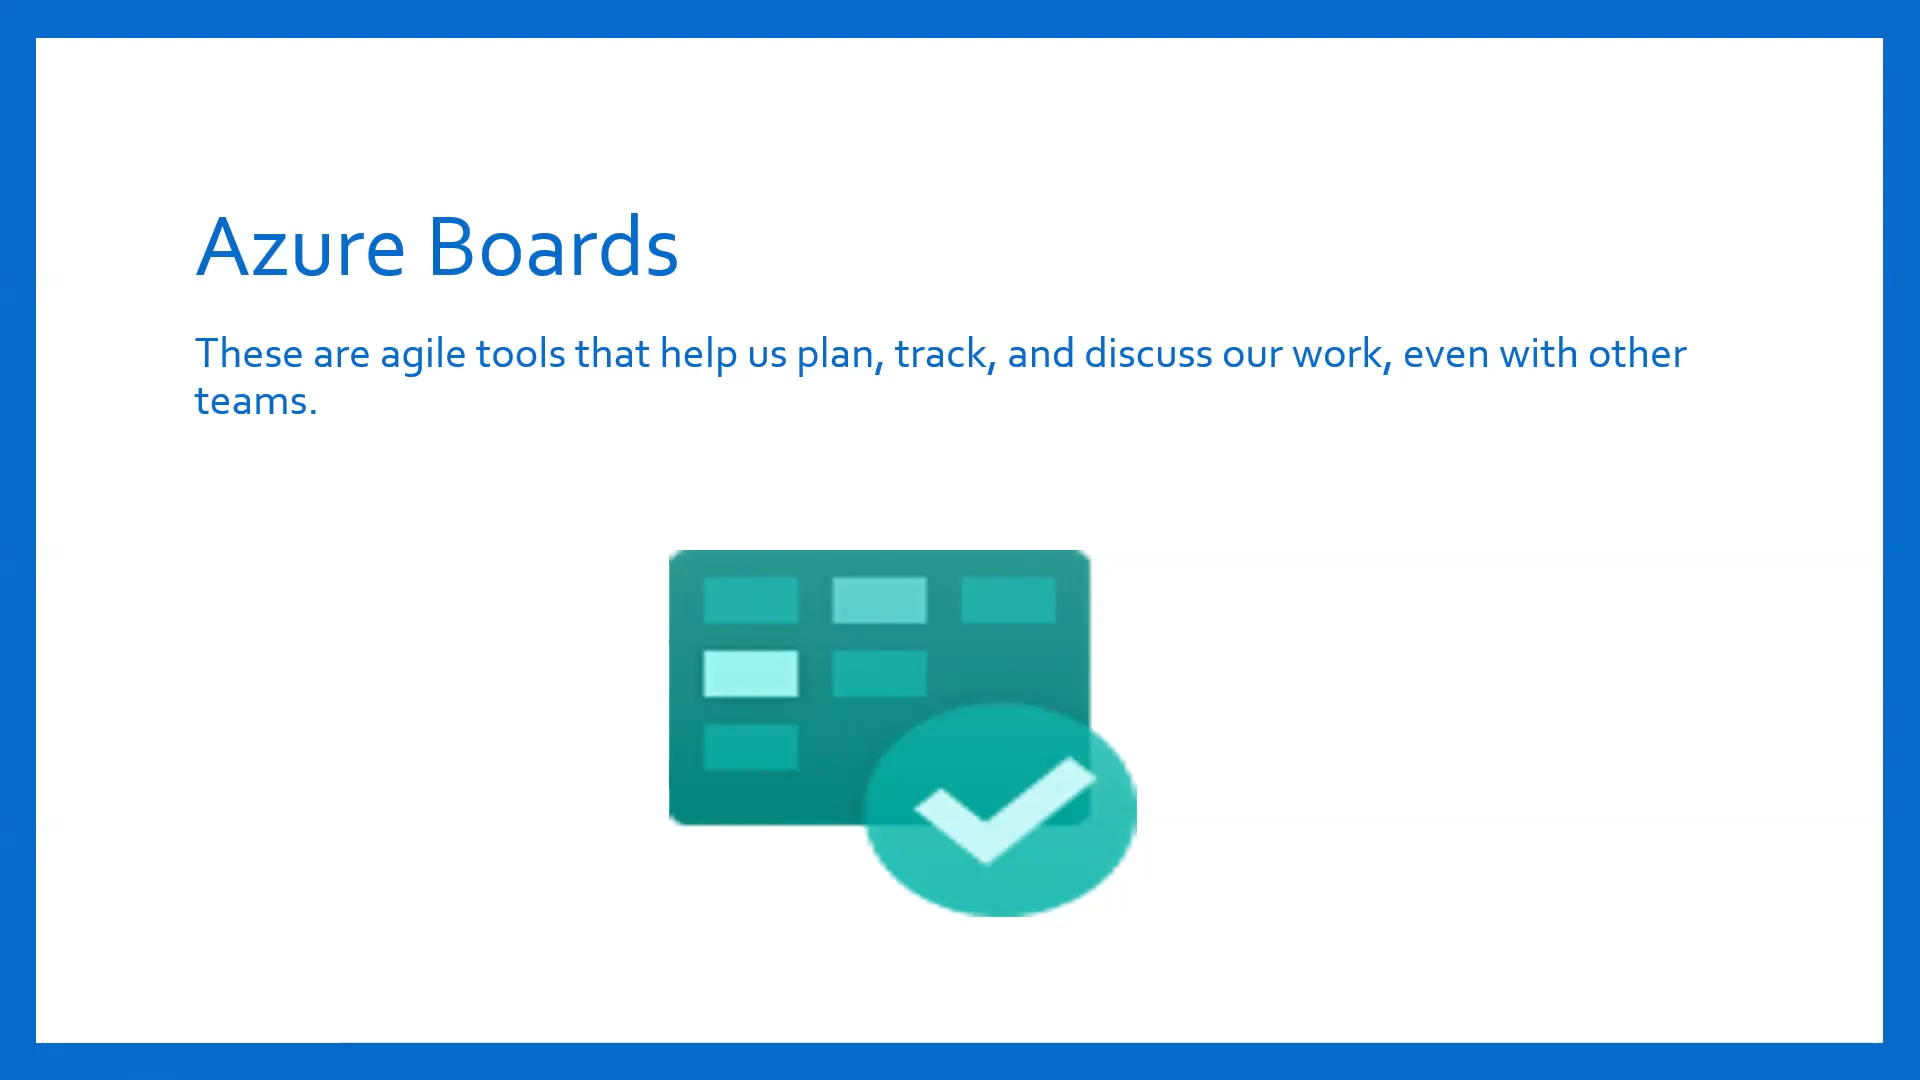 Azure Boards
These are agile tools that help us plan, track, and discuss our work, even with other
teams.